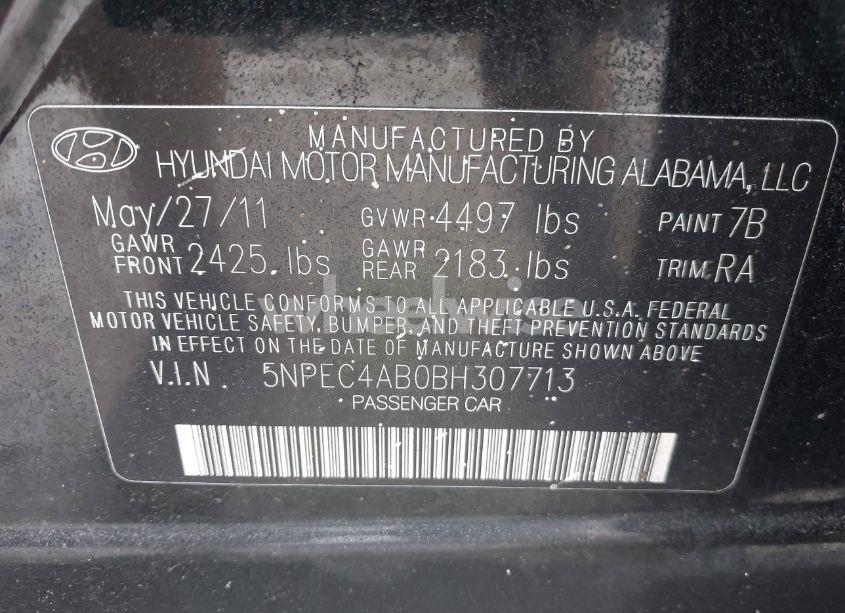 MANUFACTURED BY
HYUNDAI MOTOR MANUFACTURING ALABAMA, LLC
May/27/11 GVWR 4497 lbs PAINT 7B
GAWR FRONT 2425 lbs GAWR REAR 2183 lbs TRIM RA
THIS VEHICLE CONFORMS TO ALL APPLICABLE U.S.A. FEDERAL
MOTOR VEHICLE SAFETY, BUMPER, AND THEFT PREVENTION STANDARDS
IN EFFECT ON THE DATE OF MANUFACTURE SHOWN ABOVE
V.I.N. 5NPEC4AB0BH307713
PASSENGER CAR